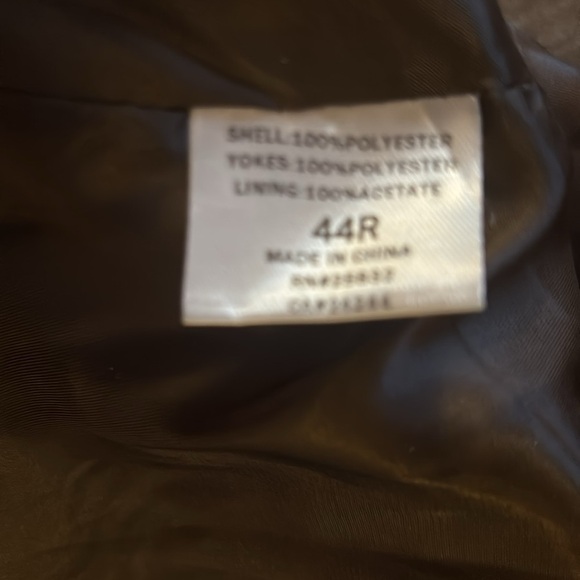 SHELL:100%POLYESTER
YOKES:100%POLYESTER
LINING:100%ACETATE
44R
MADE IN CHINA